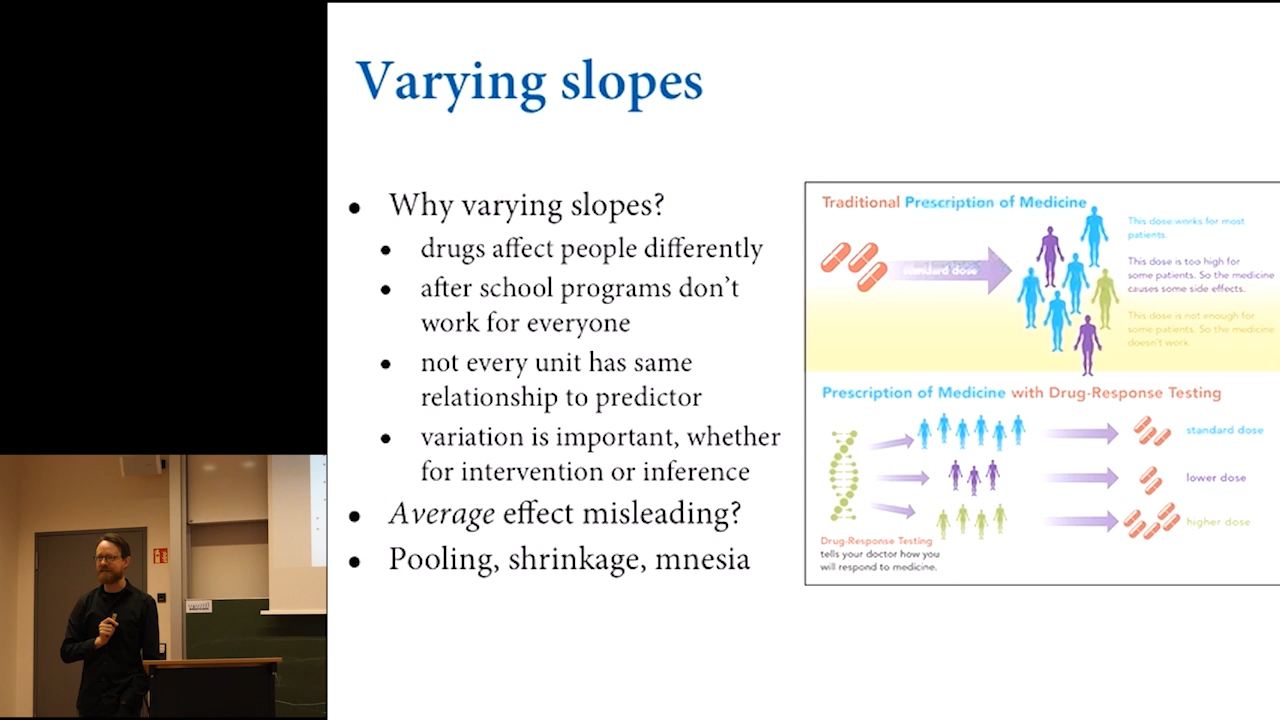 Varying slopes
• Why varying slopes?
• drugs affect people differently
• after school programs don't
work for everyone
• not every unit has same
relationship to predictor
• variation is important, whether
for intervention or inference
• Average effect misleading?
• Pooling, shrinkage, mnesia
Traditional Prescription of Medicine
standard dose
This dose works for most
patients.
This dose is too high for
some patients. So the medicine
causes some side effects.
This dose is not enough for
some patients. So the medicine
doesn't work.
Prescription of Medicine with Drug-Response Testing
standard dose
lower dose
higher dose
Drug-Response Testing
tells your doctor how you
will respond to medicine.